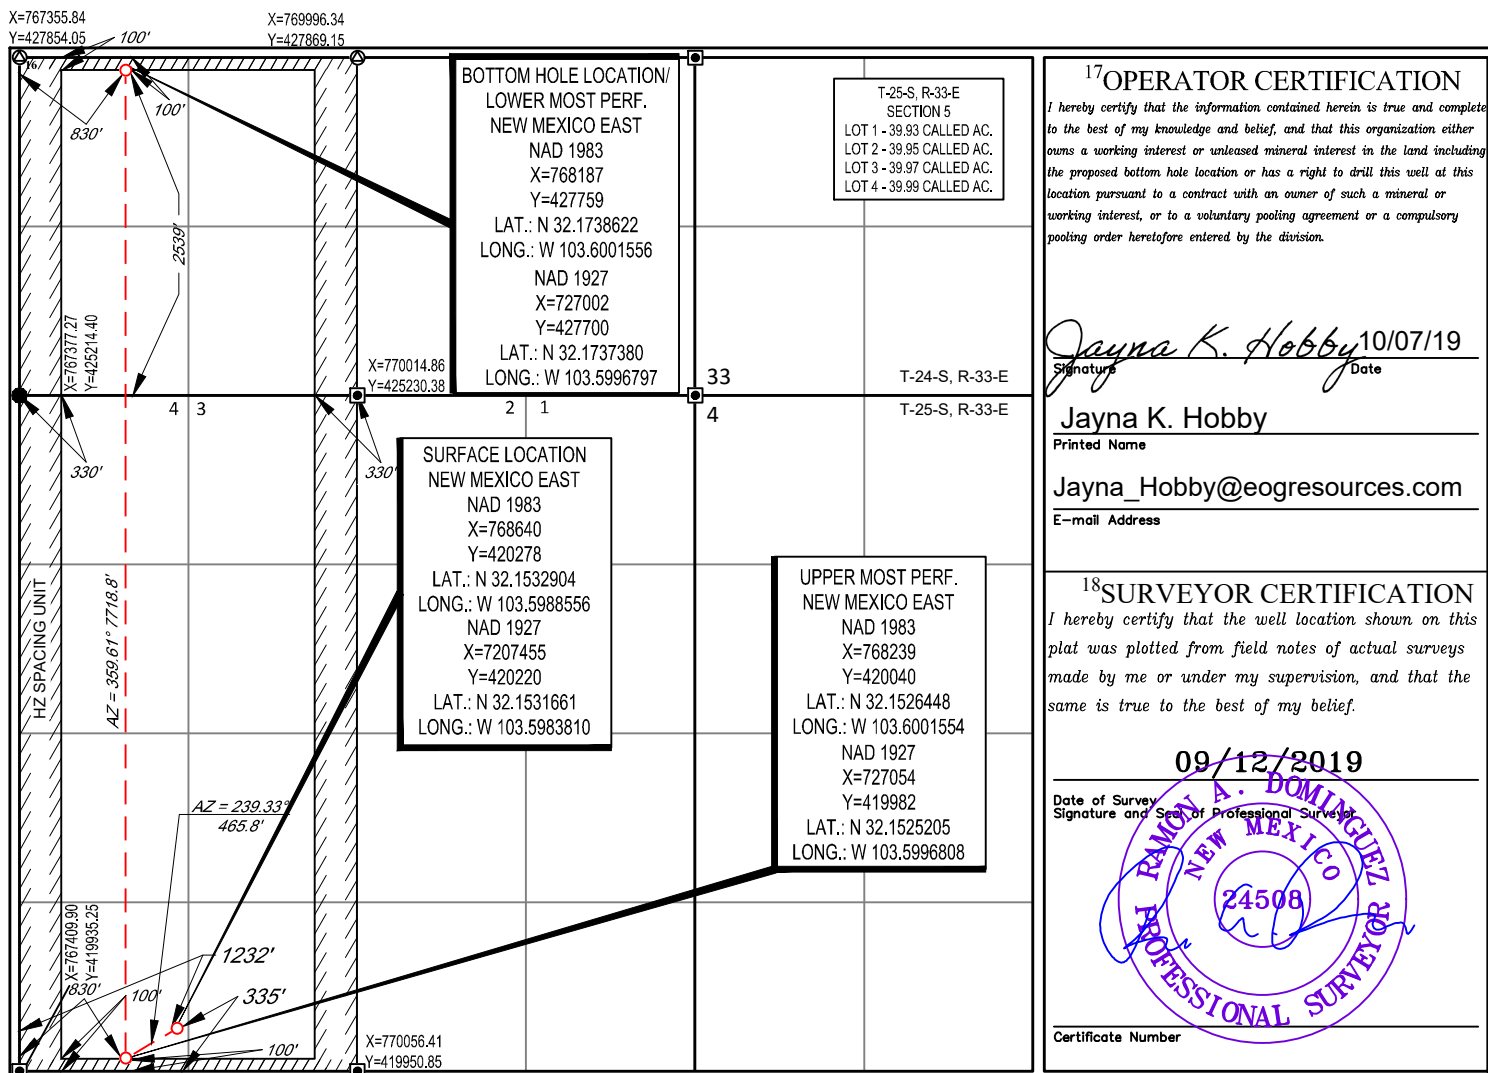 X=767355.84
Y=427854.05
100'
X=769996.34
Y=427869.15
100'
830'
2539'
BOTTOM HOLE LOCATION/
LOWER MOST PERF.
NEW MEXICO EAST
NAD 1983
X=768187
Y=427759
LAT.: N 32.1738622
LONG.: W 103.6001556
NAD 1927
X=727002
Y=427700
LAT.: N 32.1737380
LONG.: W 103.5996797
T-25-S, R-33-E
SECTION 5
LOT 1 - 39.93 CALLED AC.
LOT 2 - 39.95 CALLED AC.
LOT 3 - 39.97 CALLED AC.
LOT 4 - 39.99 CALLED AC.
X=767377.27
Y=425214.40
X=770014.86
Y=425230.38
33
T-24-S, R-33-E
4 3
2 1
4
T-25-S, R-33-E
330'
330'
SURFACE LOCATION
NEW MEXICO EAST
NAD 1983
X=768640
Y=420278
LAT.: N 32.1532904
LONG.: W 103.5988556
NAD 1927
X=7207455
Y=420220
LAT.: N 32.1531661
LONG.: W 103.5983810
UPPER MOST PERF.
NEW MEXICO EAST
NAD 1983
X=768239
Y=420040
LAT.: N 32.1526448
LONG.: W 103.6001554
NAD 1927
X=727054
Y=419982
LAT.: N 32.1525205
LONG.: W 103.5996808
HZ SPACING UNIT
AZ = 359.61° 7718.8'
AZ = 239.33°
465.8'
X=767409.90
Y=419935.25
1232'
830'
100'
335'
100'
X=770056.41
Y=419950.85
17 OPERATOR CERTIFICATION
I hereby certify that the information contained herein is true and complete
to the best of my knowledge and belief, and that this organization either
owns a working interest or unleased mineral interest in the land including
the proposed bottom hole location or has a right to drill this well at this
location pursuant to a contract with an owner of such a mineral or
working interest, or to a voluntary pooling agreement or a compulsory
pooling order heretofore entered by the division.
Jayna K. Hobby 10/07/19
Signature Date
Jayna K. Hobby
Printed Name
Jayna_Hobby@eogresources.com
E-mail Address
18 SURVEYOR CERTIFICATION
I hereby certify that the well location shown on this
plat was plotted from field notes of actual surveys
made by me or under my supervision, and that the
same is true to the best of my belief.
09/12/2019
Date of Survey
Signature and Seal of Professional Surveyor
RAMON A. DOMINGUEZ
NEW MEXICO
24508
PROFESSIONAL SURVEYOR
Certificate Number